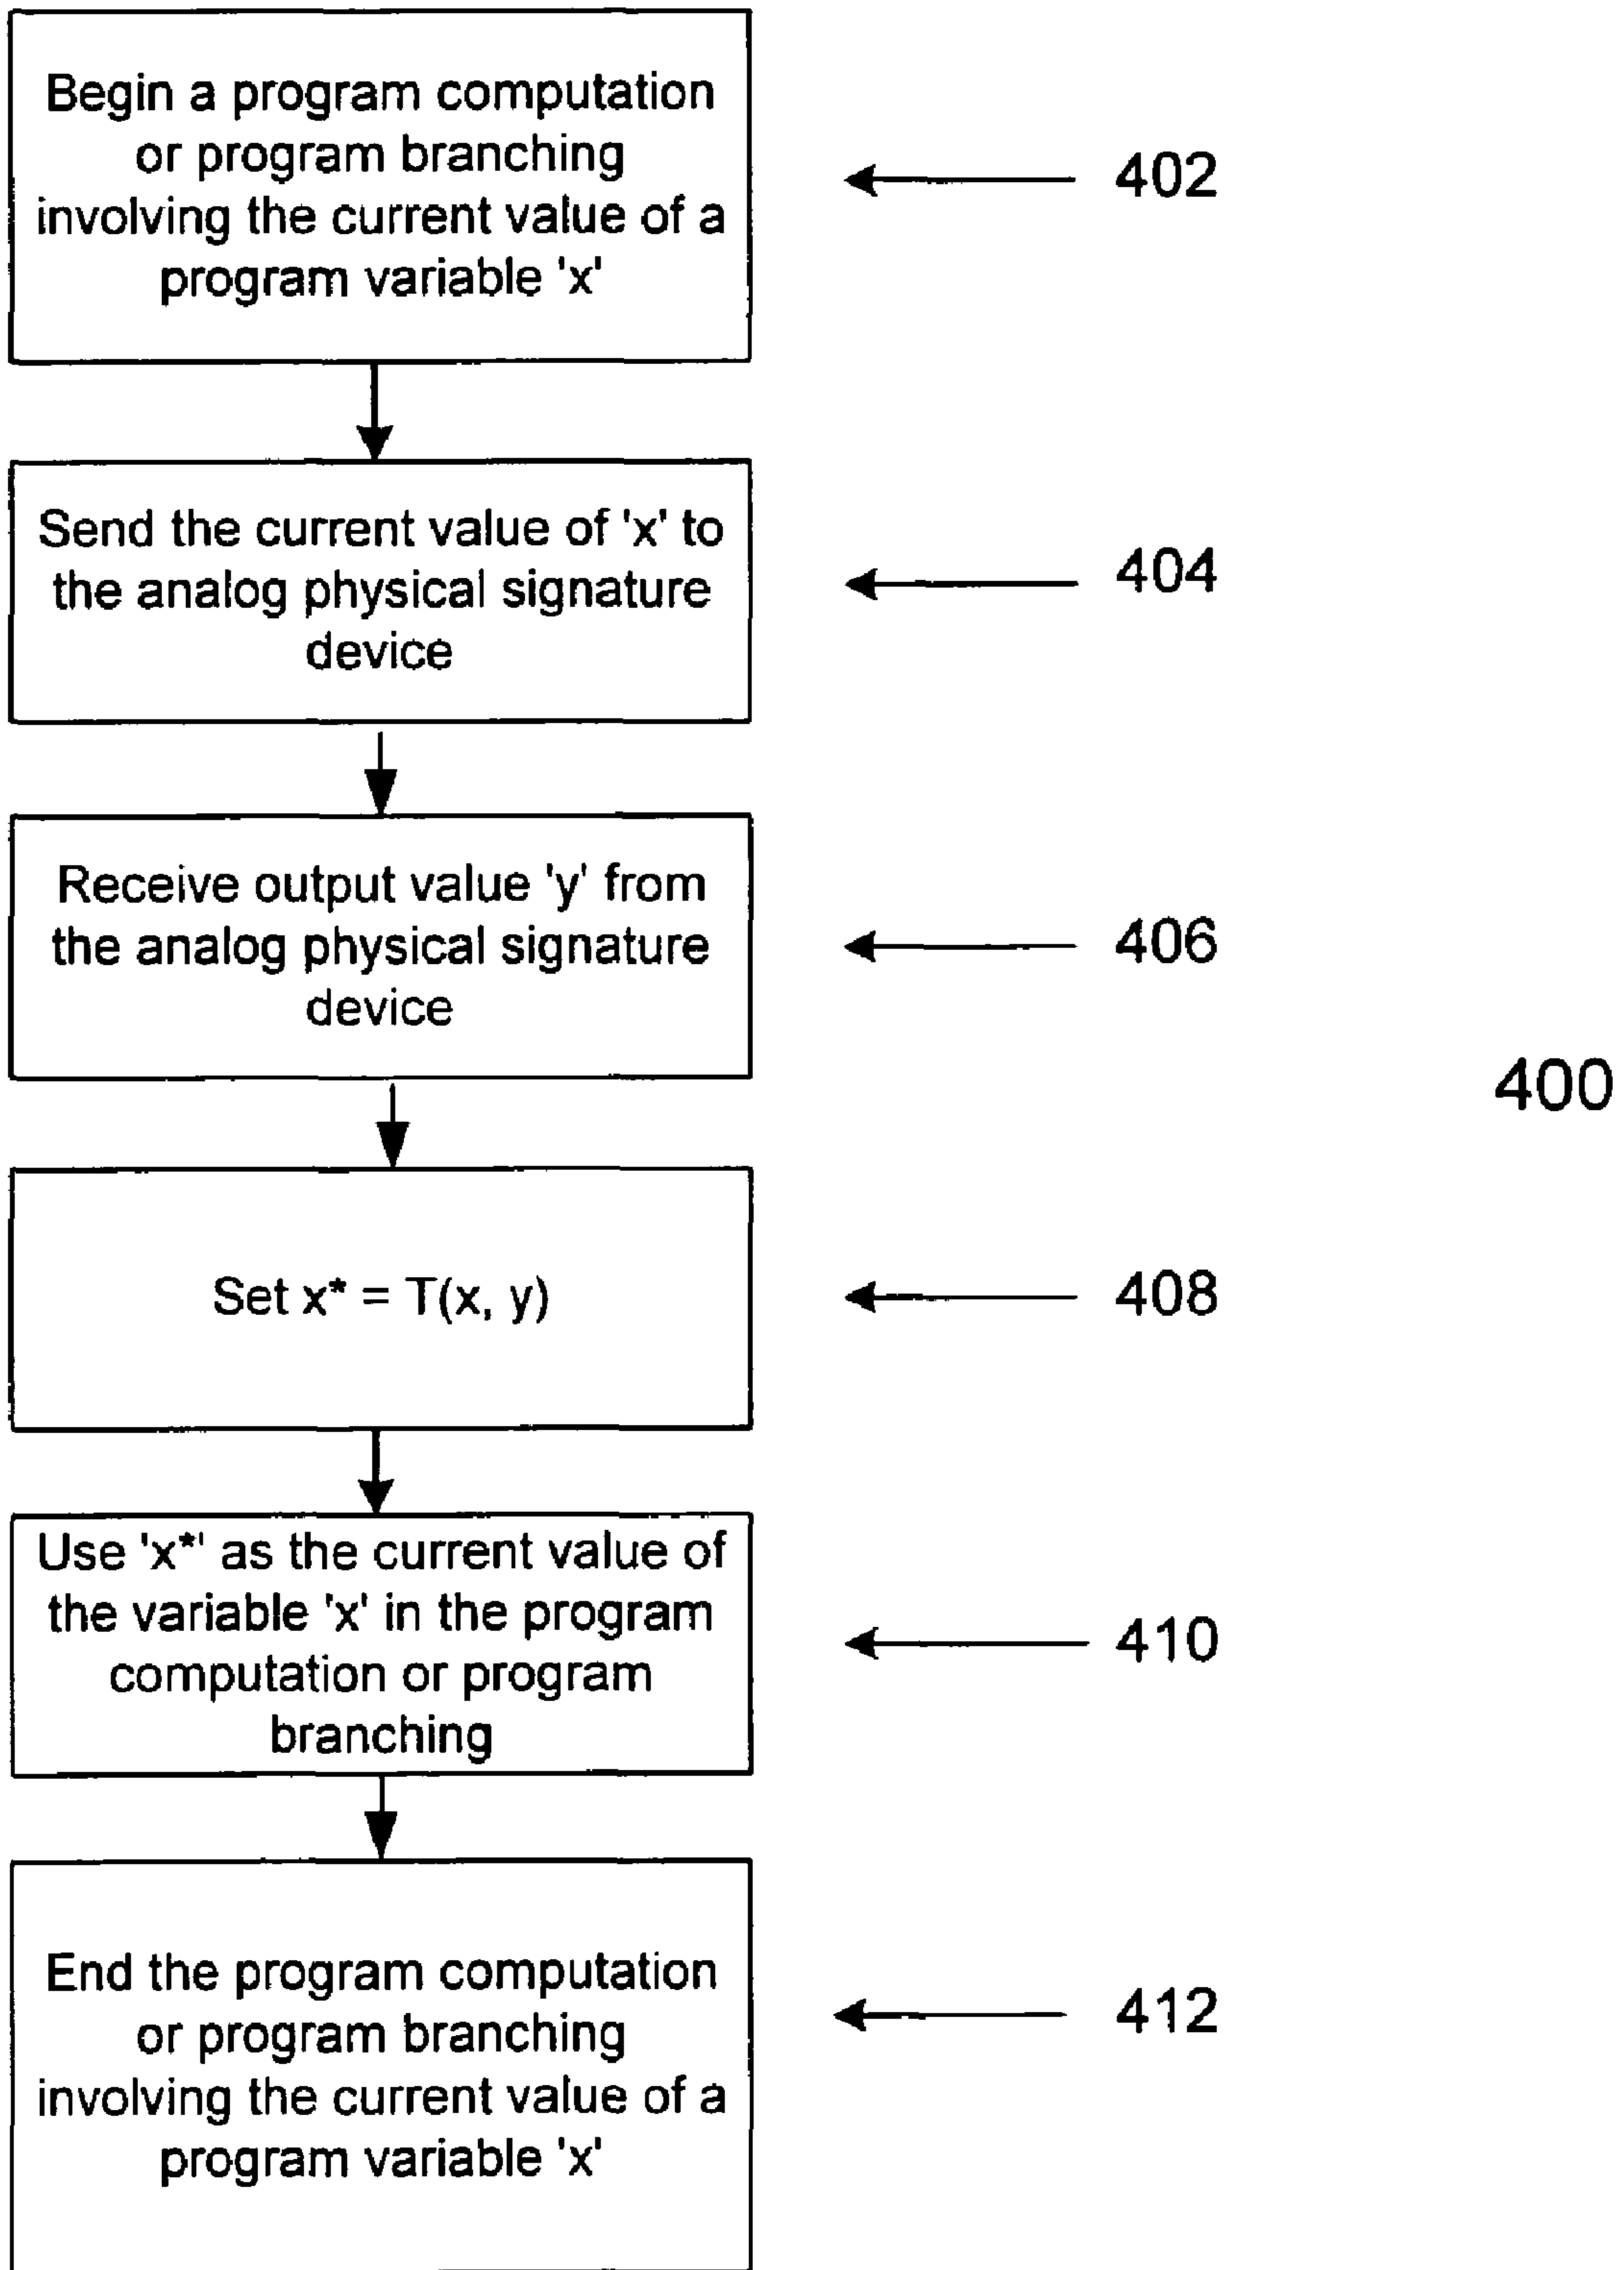 Begin a program computation
or program branching
involving the current value of a
program variable 'x'
402
Send the current value of 'x' to
the analog physical signature
device
404
Receive output value 'y' from
the analog physical signature
device
406
400
Set x* = T(x, y)
408
Use 'x*' as the current value of
the variable 'x' in the program
computation or program
branching
410
End the program computation
or program branching
involving the current value of a
program variable 'x'
412